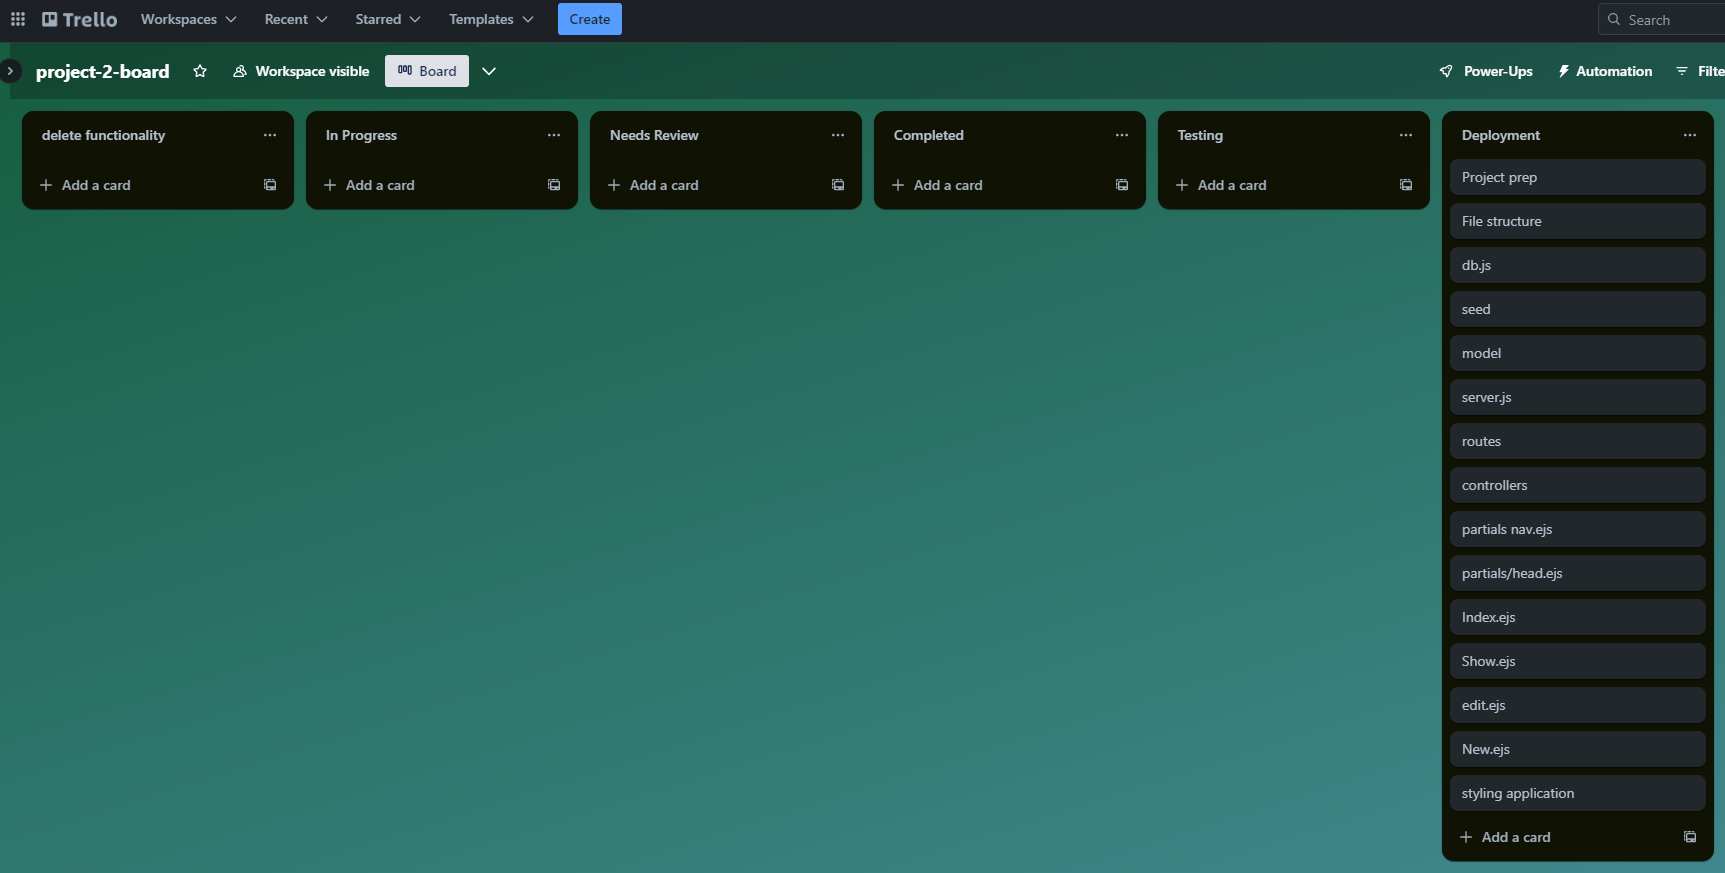 Trello Workspaces Recent Starred Templates Create Search
project-2-board Workspace visible Board Power-Ups Automation Filte
delete functionality
Add a card
In Progress
Add a card
Needs Review
Add a card
Completed
Add a card
Testing
Add a card
Deployment
Project prep
File structure
db.js
seed
model
server.js
routes
controllers
partials nav.ejs
partials/head.ejs
Index.ejs
Show.ejs
edit.ejs
New.ejs
styling application
Add a card